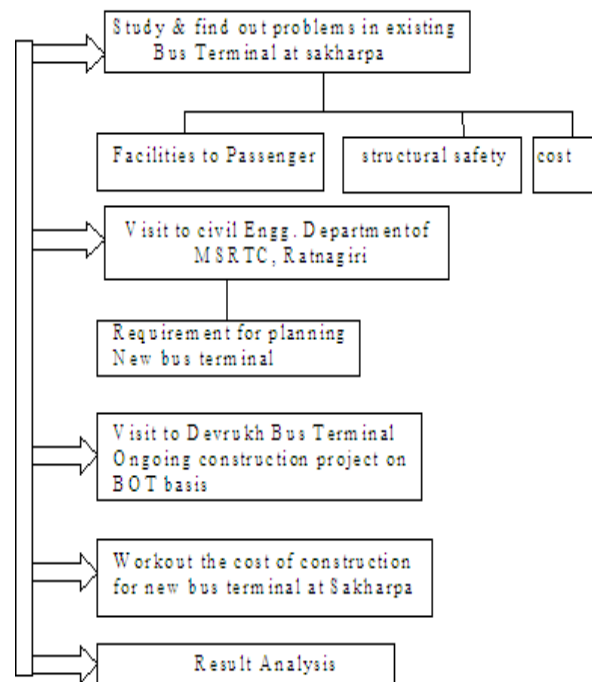 Study & find out problems in existing
Bus Terminal at sakharpa
Facilities to Passenger
structural safety
cost
Visit to civil Engg. Department of
MSRTC, Ratnagiri
Requirement for planning
New bus terminal
Visit to Devrukh Bus Terminal
Ongoing construction project on
BOT basis
Workout the cost of construction
for new bus terminal at Sakharpa
Result Analysis